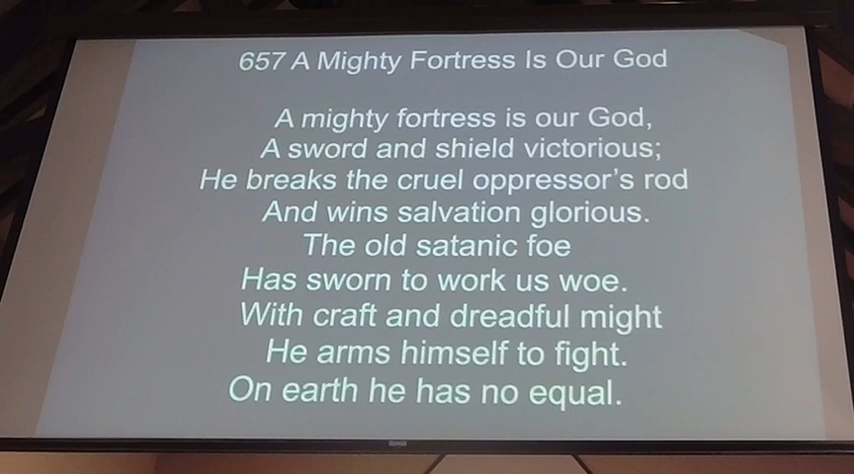 657 A Mighty Fortress Is Our God
A mighty fortress is our God,
A sword and shield victorious;
He breaks the cruel oppressor’s rod
And wins salvation glorious.
The old satanic foe
Has sworn to work us woe.
With craft and dreadful might
He arms himself to fight.
On earth he has no equal.